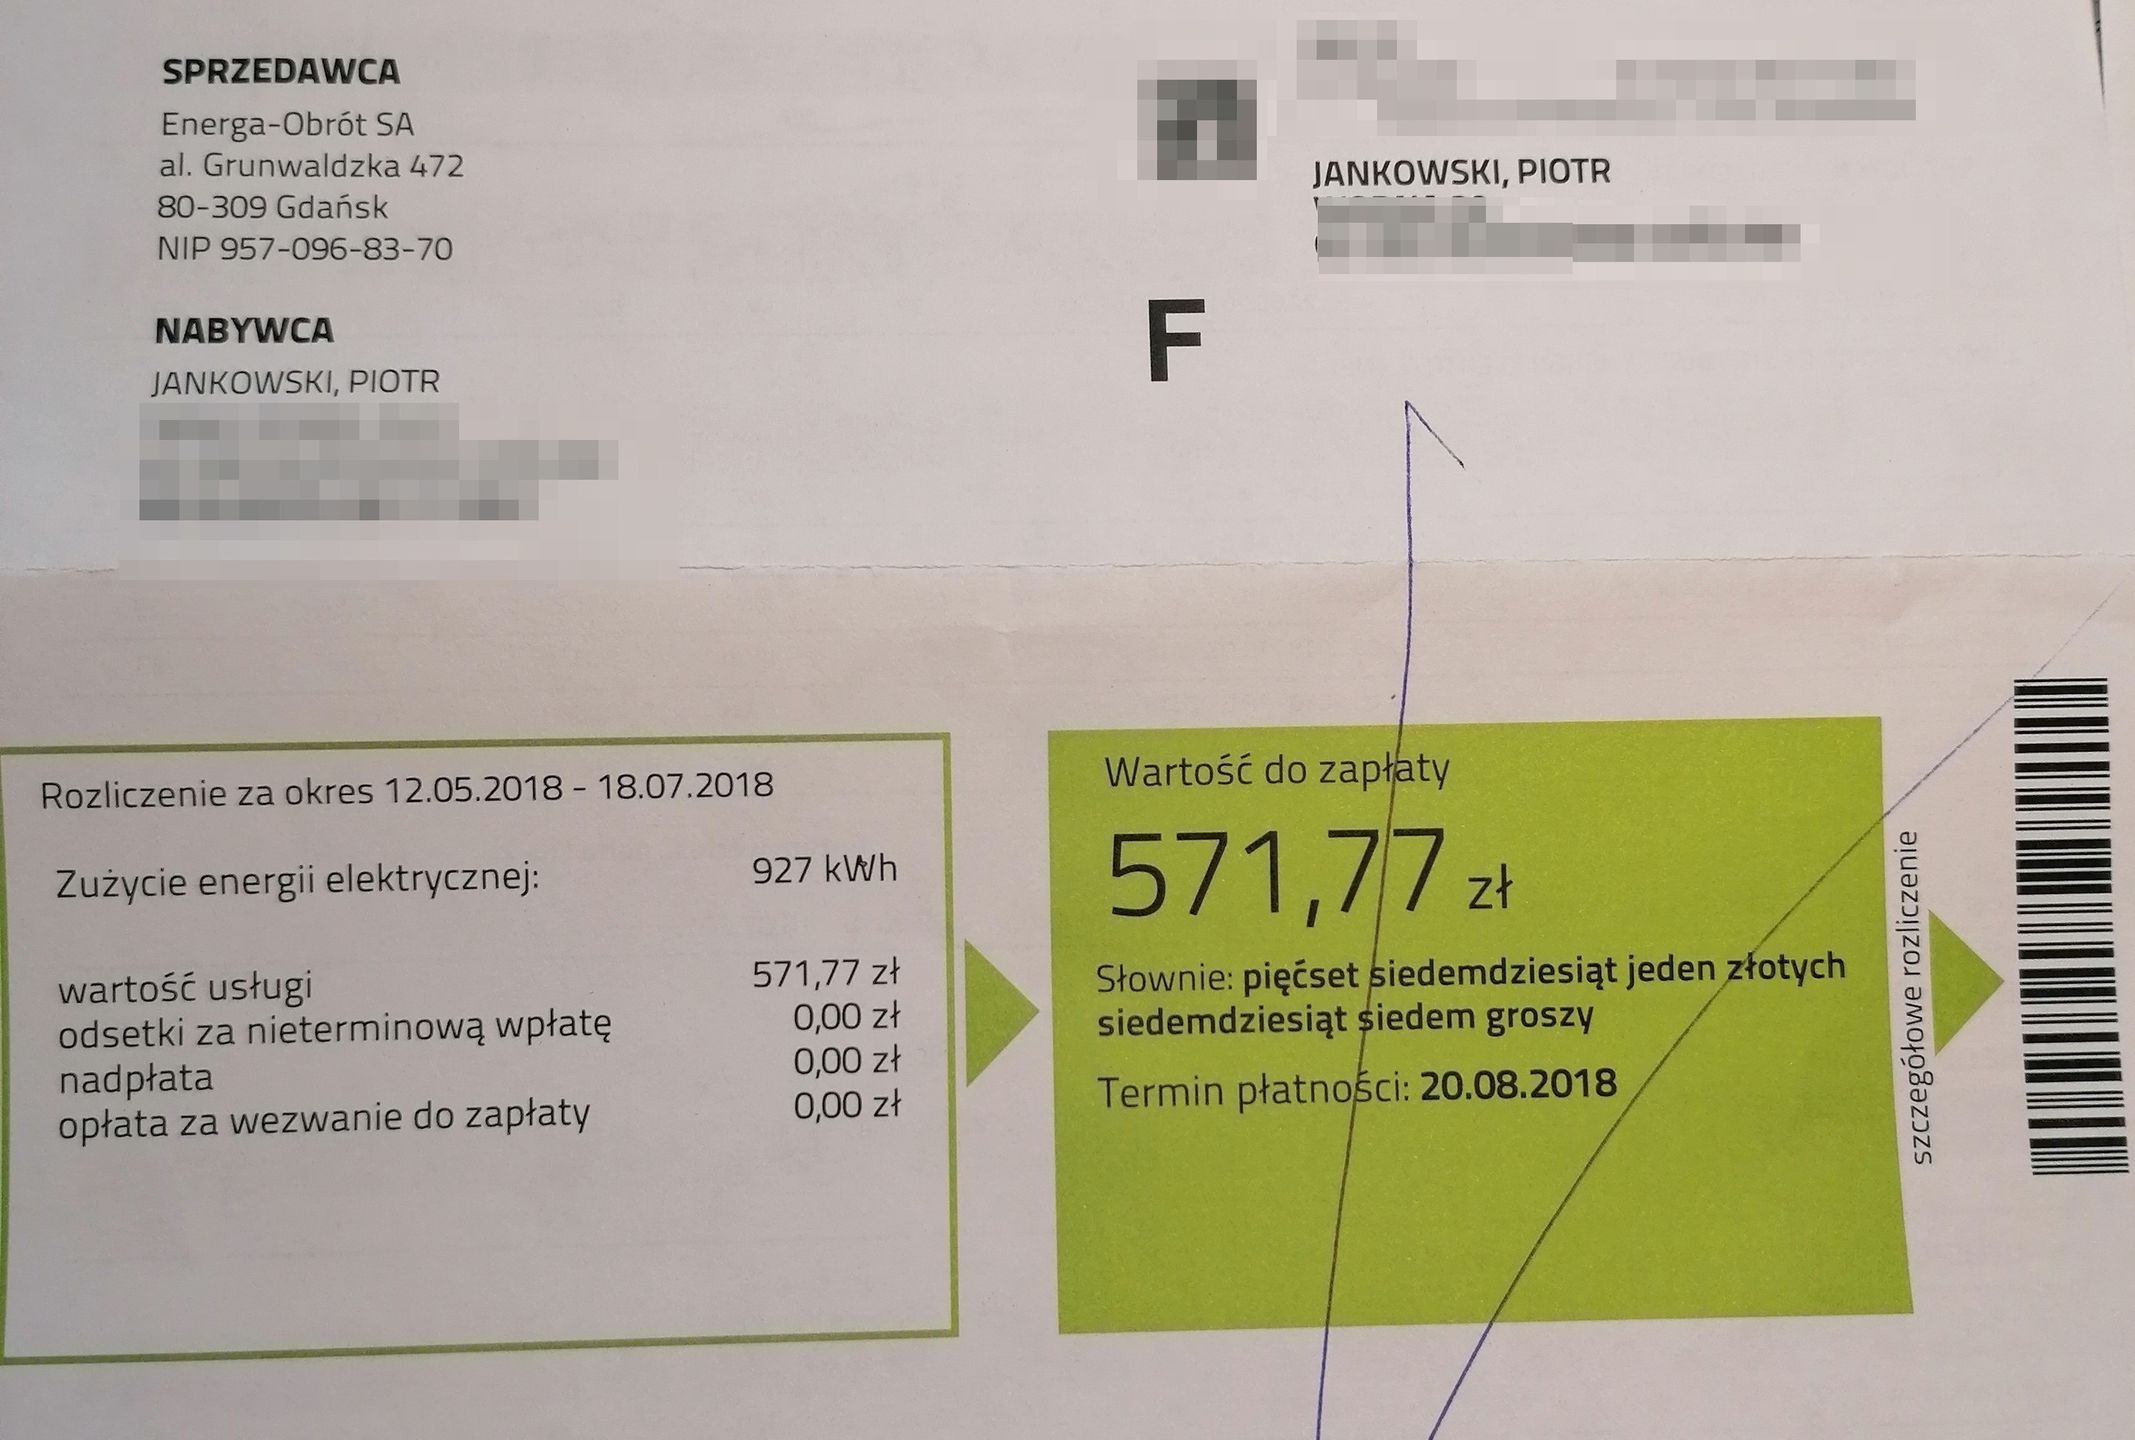 SPRZEDAWCA
Energa-Obrót SA
al. Grunwaldzka 472
80-309 Gdańsk
NIP 957-096-83-70
NABYWCA
JANKOWSKI, PIOTR
JANKOWSKI, PIOTR
F
Rozliczenie za okres 12.05.2018 - 18.07.2018
Zużycie energii elektrycznej: 927 kWh
wartość usługi 571,77 zł
odsetki za nieterminową wpłatę 0,00 zł
nadpłata 0,00 zł
opłata za wezwanie do zapłaty 0,00 zł
Wartość do zapłaty
571,77 zł
Słownie: pięćset siedemdziesiąt jeden złotych
siedemdziesiąt siedem groszy
Termin płatności: 20.08.2018
szczegółowe rozliczenie